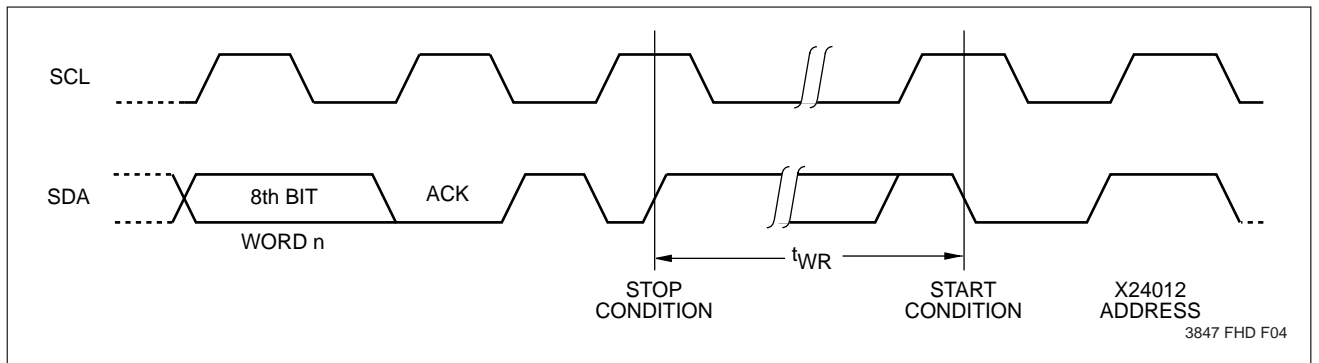 SCL
SDA
8th BIT
ACK
WORD n
tWR
STOP
CONDITION
START
CONDITION
X24012
ADDRESS
3847 FHD F04